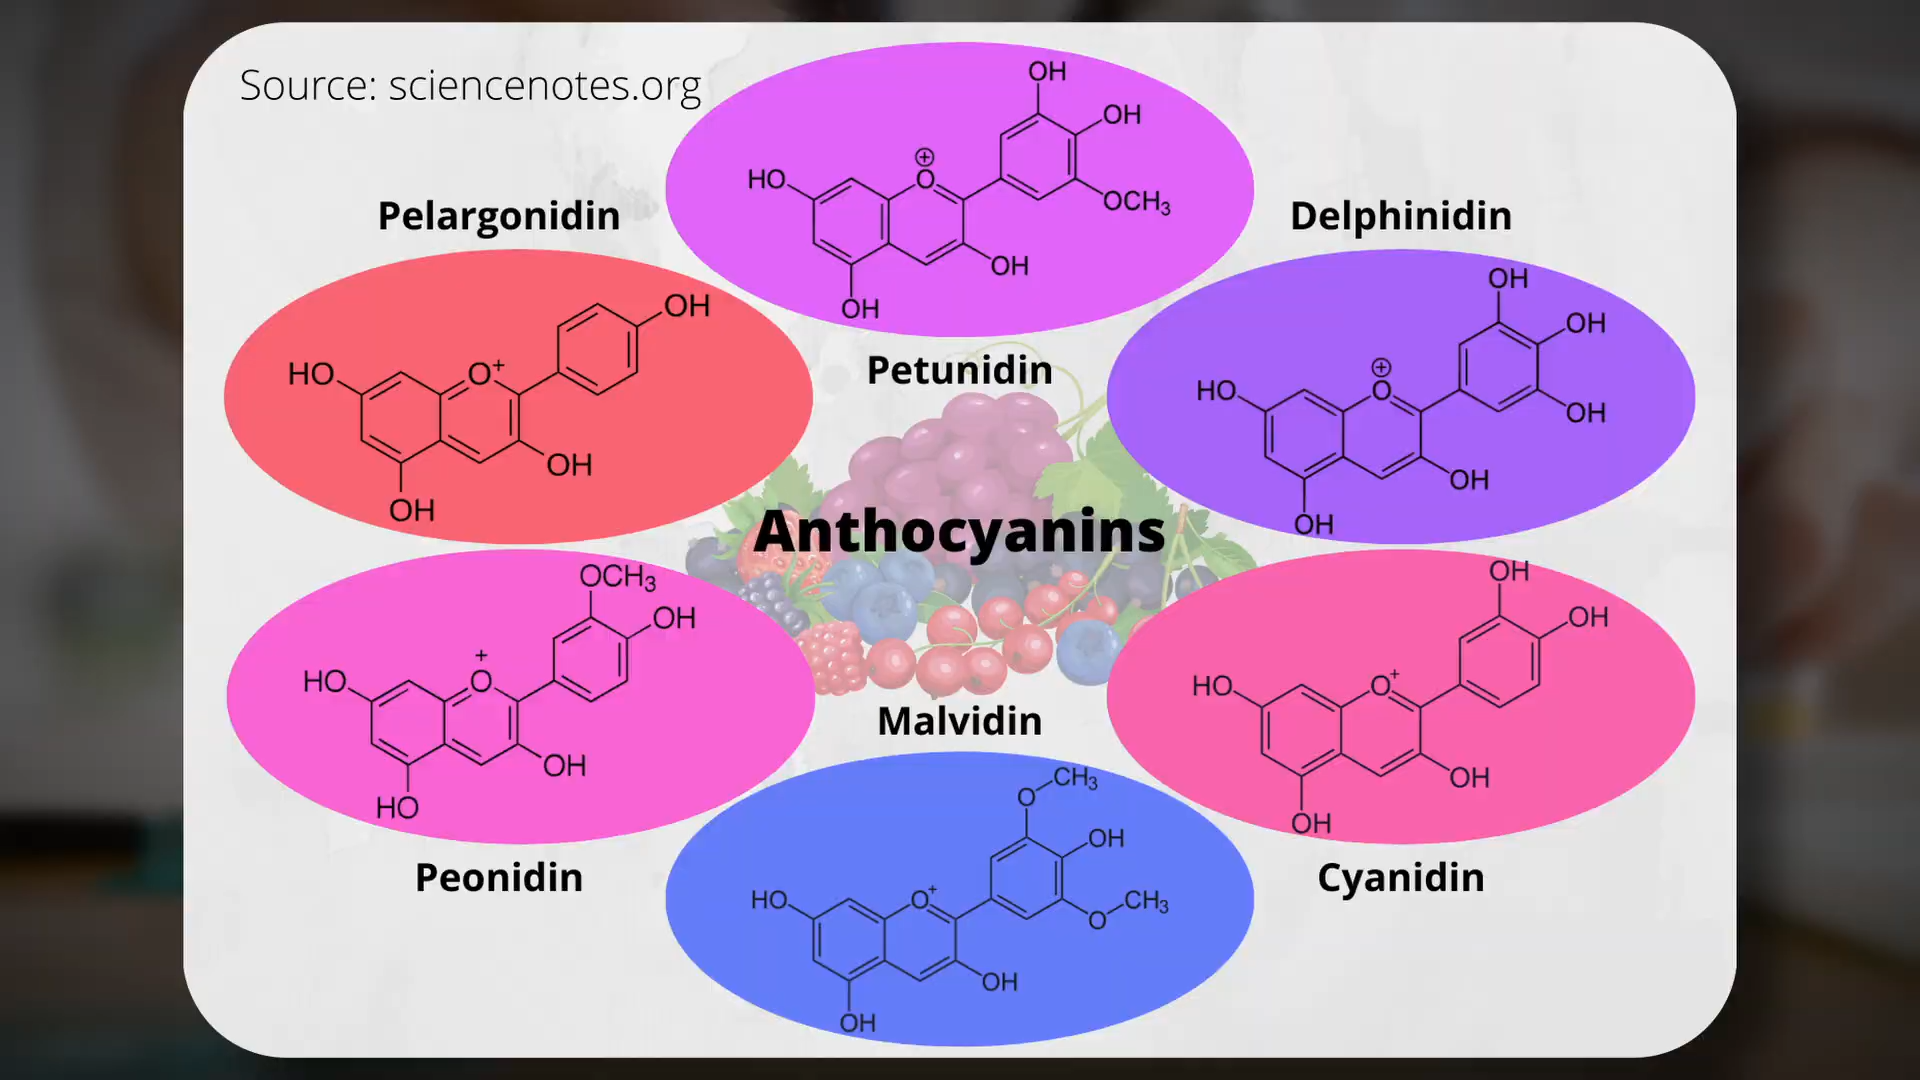 Source: sciencenotes.org
OH
OH
HO
O
+
OCH3
OH
OH
Petunidin
Pelargonidin
OH
HO
O+
OH
OH
Delphinidin
OH
OH
HO
O
+
OH
OH
OH
Anthocyanins
OCH3
OH
+
HO
O
OH
HO
Peonidin
Malvidin
O
CH3
OH
HO
O+
O
CH3
OH
OH
OH
OH
HO
O+
OH
OH
Cyanidin